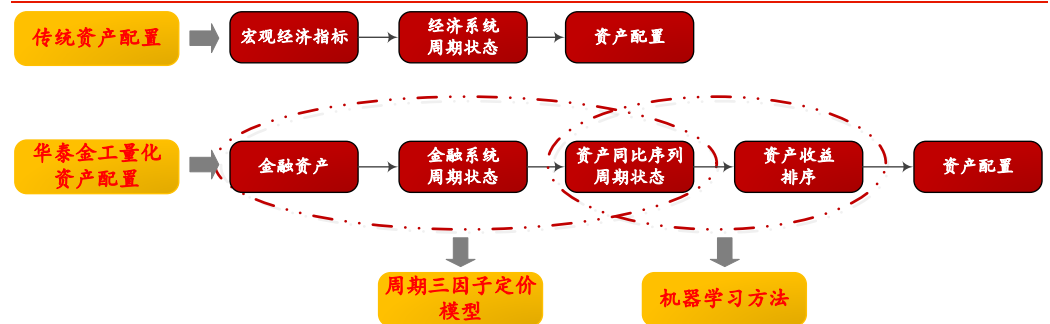 传统资产配置
宏观经济指标
经济系统
周期状态
资产配置
华泰金工量化
资产配置
金融资产
金融系统
周期状态
资产同比序列
周期状态
资产收益
排序
资产配置
周期三因子定价
模型
机器学习方法